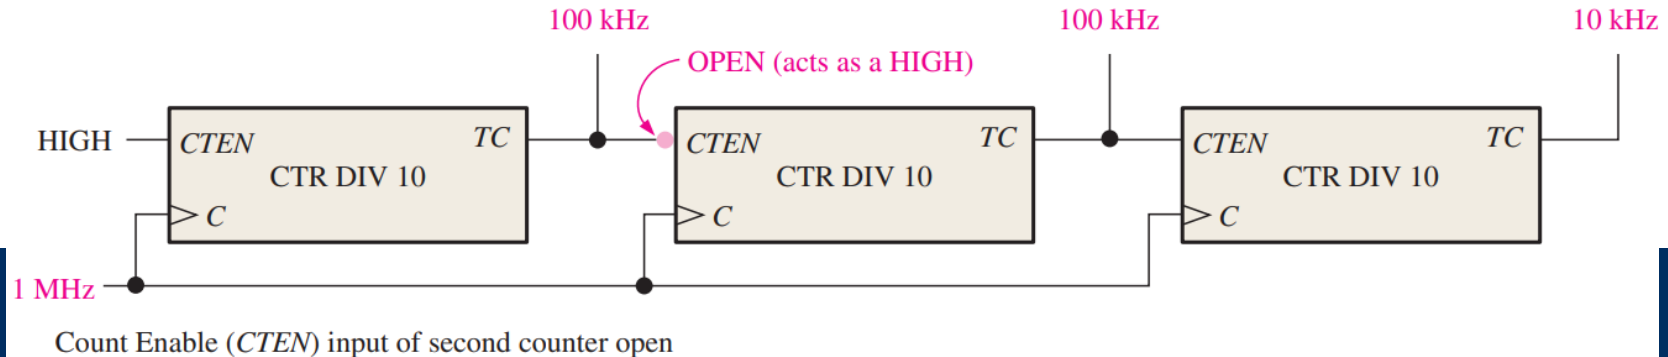 100 kHz
100 kHz
10 kHz
OPEN (acts as a HIGH)
HIGH
CTEN
TC
CTR DIV 10
C
CTEN
TC
CTR DIV 10
C
CTEN
TC
CTR DIV 10
C
1 MHz
Count Enable (CTEN) input of second counter open